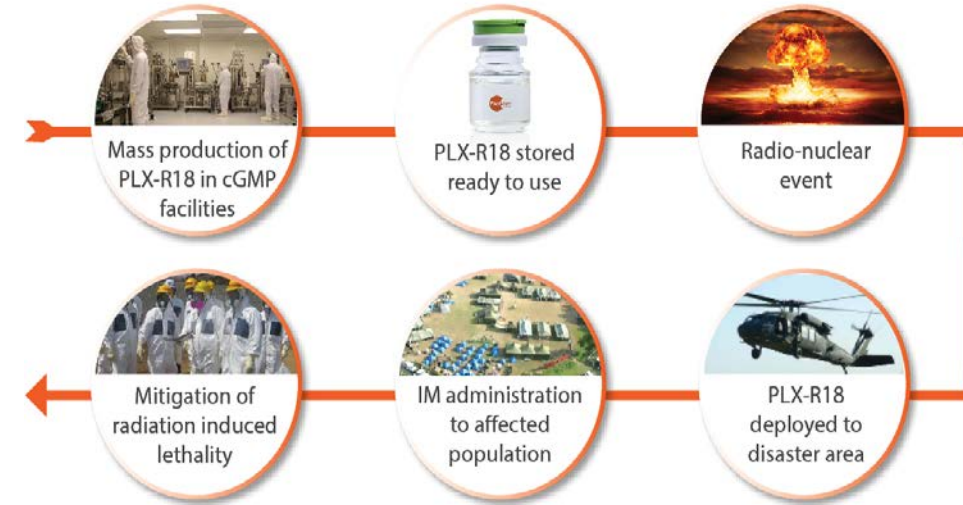 Mass production of
PLX-R18 in cGMP
facilities
PLX-R18 stored
ready to use
Radio-nuclear
event
PLX-R18
deployed to
disaster area
IM administration
to affected
population
Mitigation of
radiation induced
lethality